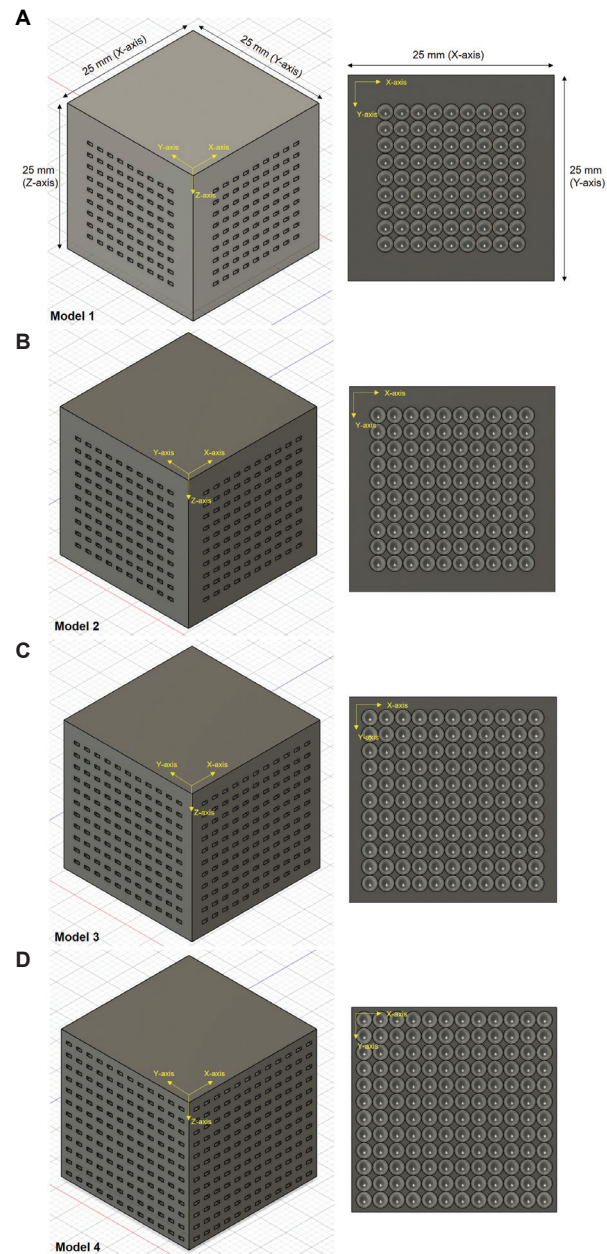 A
25 mm (X-axis)
25 mm (Y-axis)
25 mm
(Z-axis)
Y-axis
X-axis
Z-axis
Model 1
25 mm (X-axis)
X-axis
Y-axis
25 mm
(Y-axis)
B
Y-axis
X-axis
Z-axis
Model 2
X-axis
Y-axis
C
Y-axis
X-axis
Z-axis
Model 3
X-axis
Y-axis
D
Y-axis
X-axis
Z-axis
Model 4
X-axis
Y-axis